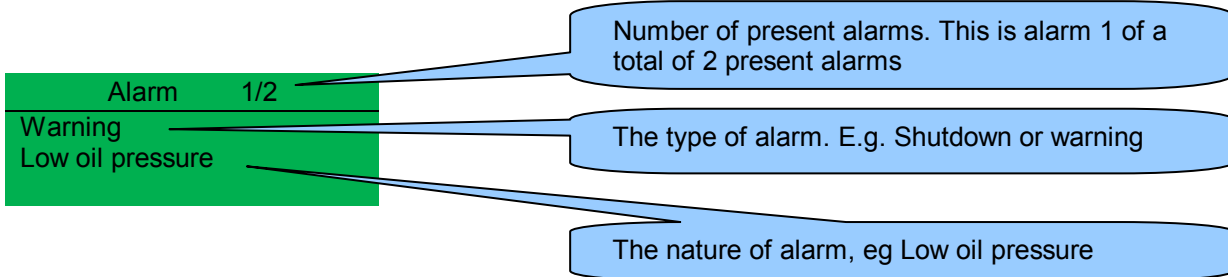 Number of present alarms. This is alarm 1 of a
total of 2 present alarms
Alarm 1/2
Warning
Low oil pressure
The type of alarm. E.g. Shutdown or warning
The nature of alarm, eg Low oil pressure